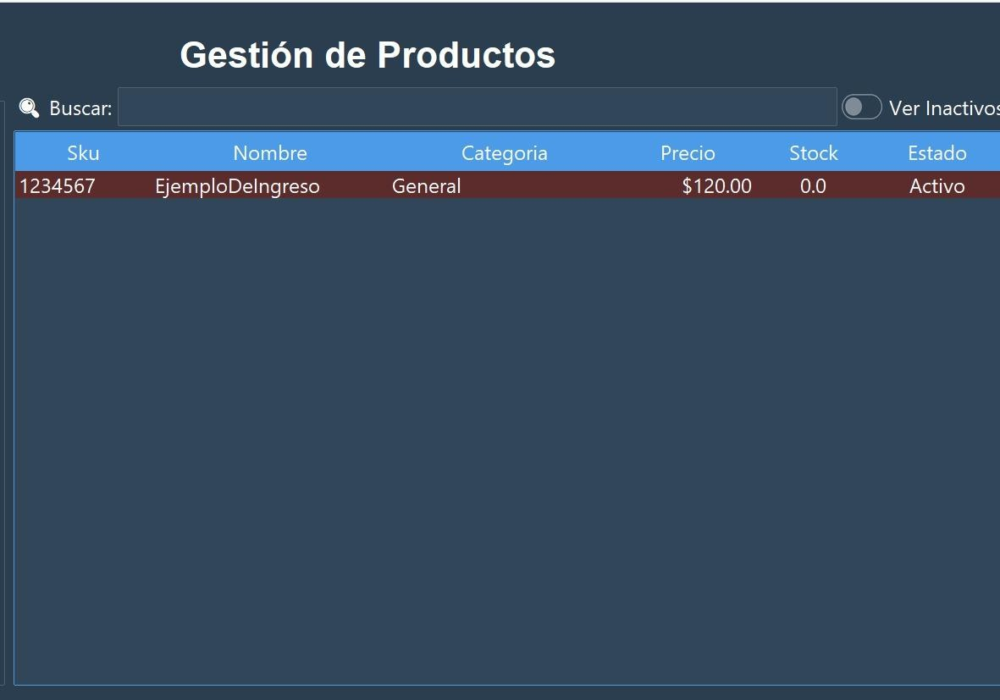 Gestión de Productos
Buscar: Ver Inactivos
Sku Nombre Categoria Precio Stock Estado
1234567 EjemploDeIngreso General $120.00 0.0 Activo